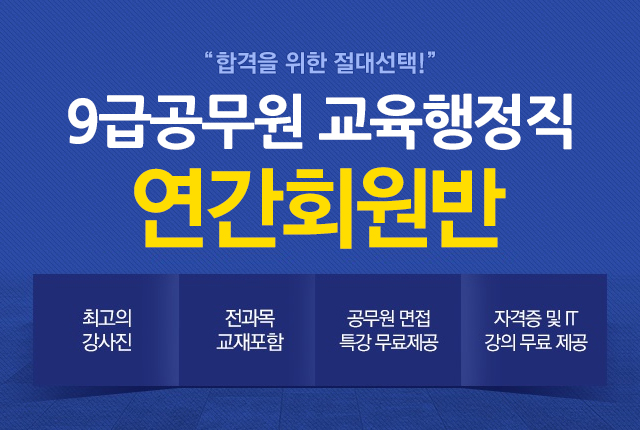 “합격을 위한 절대선택!”
9급공무원 교육행정직
연간회원반
최고의
강사진
전과목
교재포함
공무원 면접
특강 무료제공
자격증 및 IT
강의 무료 제공